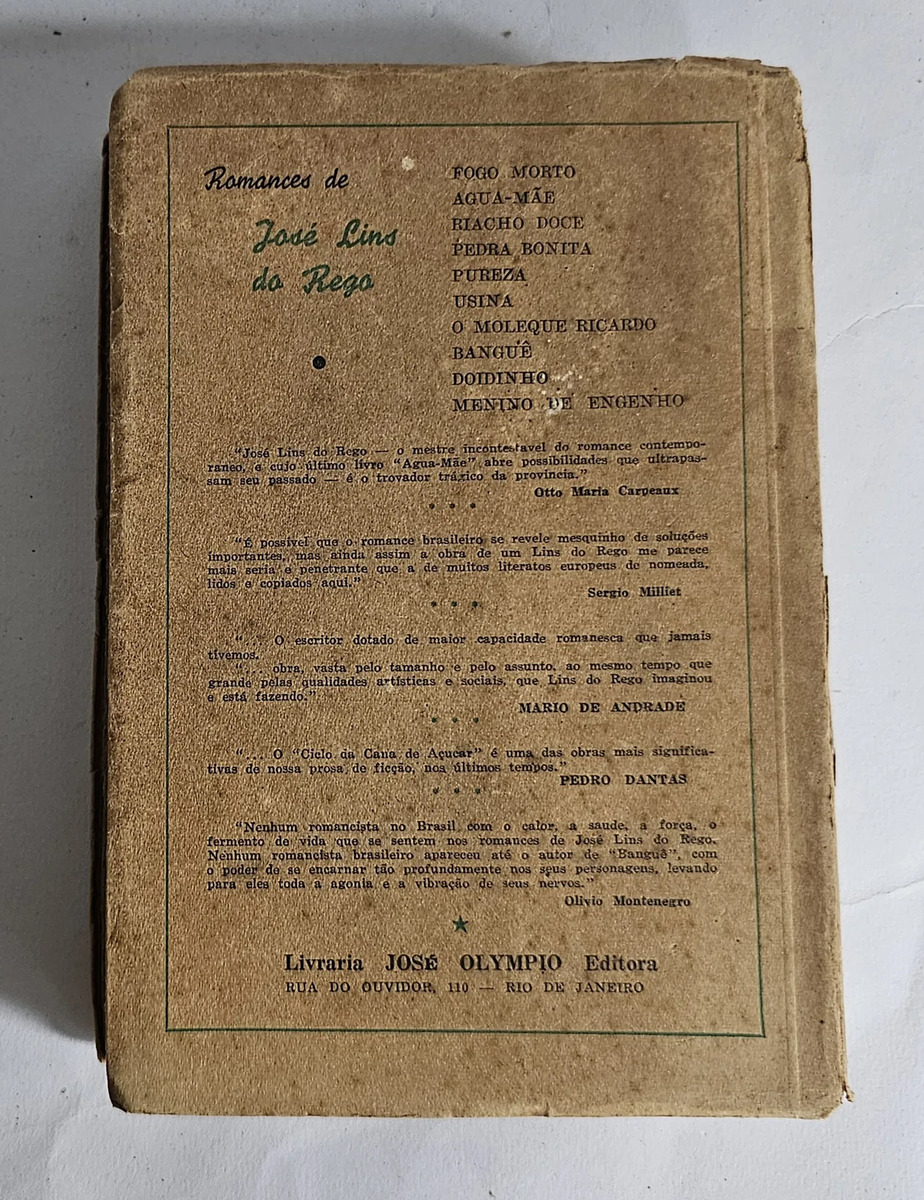 Romances de
José Lins
do Rego
FOGO MORTO
AGUA-MÃE
RIACHO DOCE
PEDRA BONITA
PUREZA
USINA
O MOLEQUE RICARDO
BANGUÊ
DOIDINHO
MENINO DE ENGENHO
"José Lins do Rego — o mestre incontestavel do romance contempo-
raneo, e cujo último livro "Agua-Mãe" abre possibilidades que ultrapas-
sam seu passado — é o trovador trágico da província."
Otto Maria Carpeaux
* * *
"É possivel que o romance brasileiro se revele mesquinho de soluções
importantes, mas ainda assim a obra de um Lins do Rego me parece
mais seria e penetrante que a de muitos literatos europeus de nomeada,
lidos e copiados aqui."
Sergio Milliet
* * *
"... O escritor dotado de maior capacidade romanesca que jamais
tivemos.
"... obra, vasta pelo tamanho e pelo assunto, ao mesmo tempo que
grande pelas qualidades artísticas e sociais, que Lins do Rego imaginou
e está fazendo."
MARIO DE ANDRADE
* * *
"... O "Ciclo da Cana de Açucar" é uma das obras mais significa-
tivas de nossa prosa de ficção, nos últimos tempos."
PEDRO DANTAS
* * *
"Nenhum romancista no Brasil com o calor, a saude, a força, o
fermento de vida que se sentem nos romances de José Lins do Rego.
Nenhum romancista brasileiro apareceu até o autor de "Banguê", com
o poder de se encarnar tão profundamente nos seus personagens, levando
para eles toda a agonia e a vibração de seus nervos."
Olivio Montenegro
Livraria JOSÉ OLYMPIO Editora
RUA DO OUVIDOR, 110 — RIO DE JANEIRO